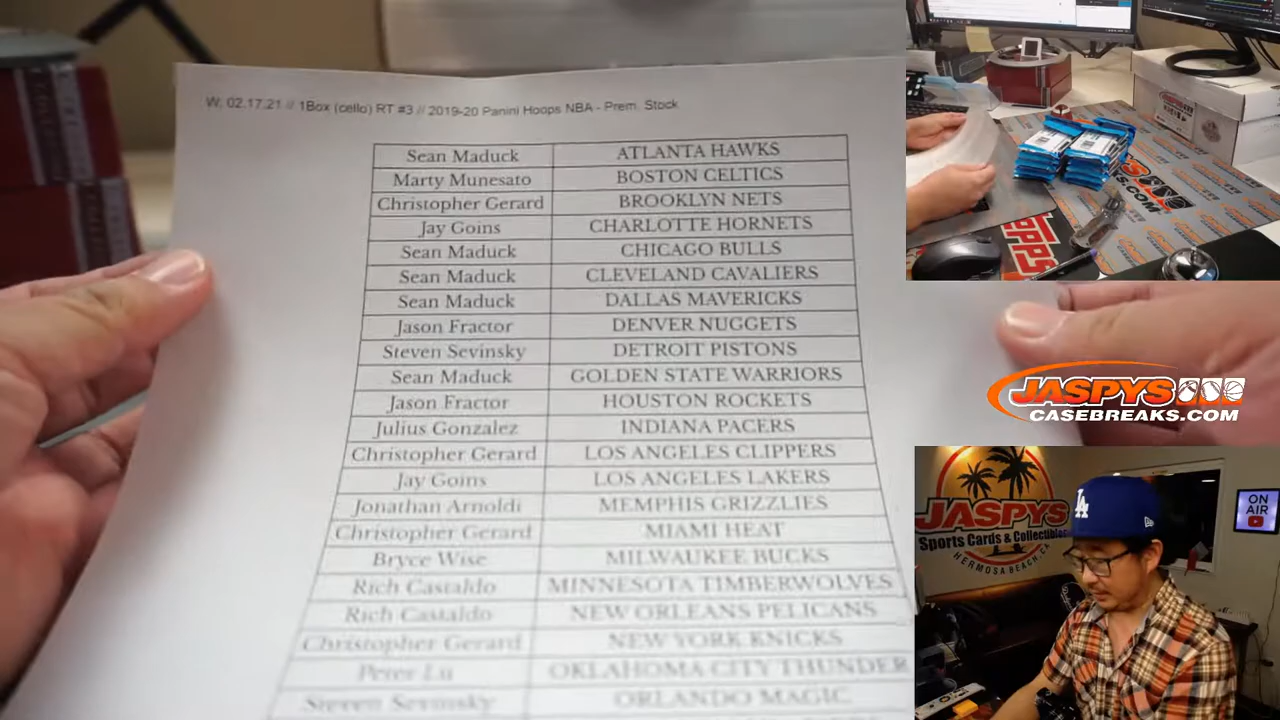 W, 02.17.21 // 1Box (cello) RT #3 // 2019-20 Panini Hoops NBA - Prem. Stock
Sean Maduck ATLANTA HAWKS
Marty Munesato BOSTON CELTICS
Christopher Gerard BROOKLYN NETS
Jay Goins CHARLOTTE HORNETS
Sean Maduck CHICAGO BULLS
Sean Maduck CLEVELAND CAVALIERS
Sean Maduck DALLAS MAVERICKS
Jason Fractor DENVER NUGGETS
Steven Sevinsky DETROIT PISTONS
Sean Maduck GOLDEN STATE WARRIORS
Jason Fractor HOUSTON ROCKETS
Julius Gonzalez INDIANA PACERS
Christopher Gerard LOS ANGELES CLIPPERS
Jay Goins LOS ANGELES LAKERS
Jonathan Arnoldi MEMPHIS GRIZZLIES
Christopher Gerard MIAMI HEAT
Bryce Wise MILWAUKEE BUCKS
Rich Castaldo MINNESOTA TIMBERWOLVES
Rich Castaldo NEW ORLEANS PELICANS
Christopher Gerard NEW YORK KNICKS
Peter Lu OKLAHOMA CITY THUNDER
Steven Sevinsky ORLANDO MAGIC
TOPPS
S.COM
JASPYS
CASEBREAKS.COM
JASPYS
Sports Cards & Collectibles
HERMOSA BEACH, CA
LA
ON
AIR